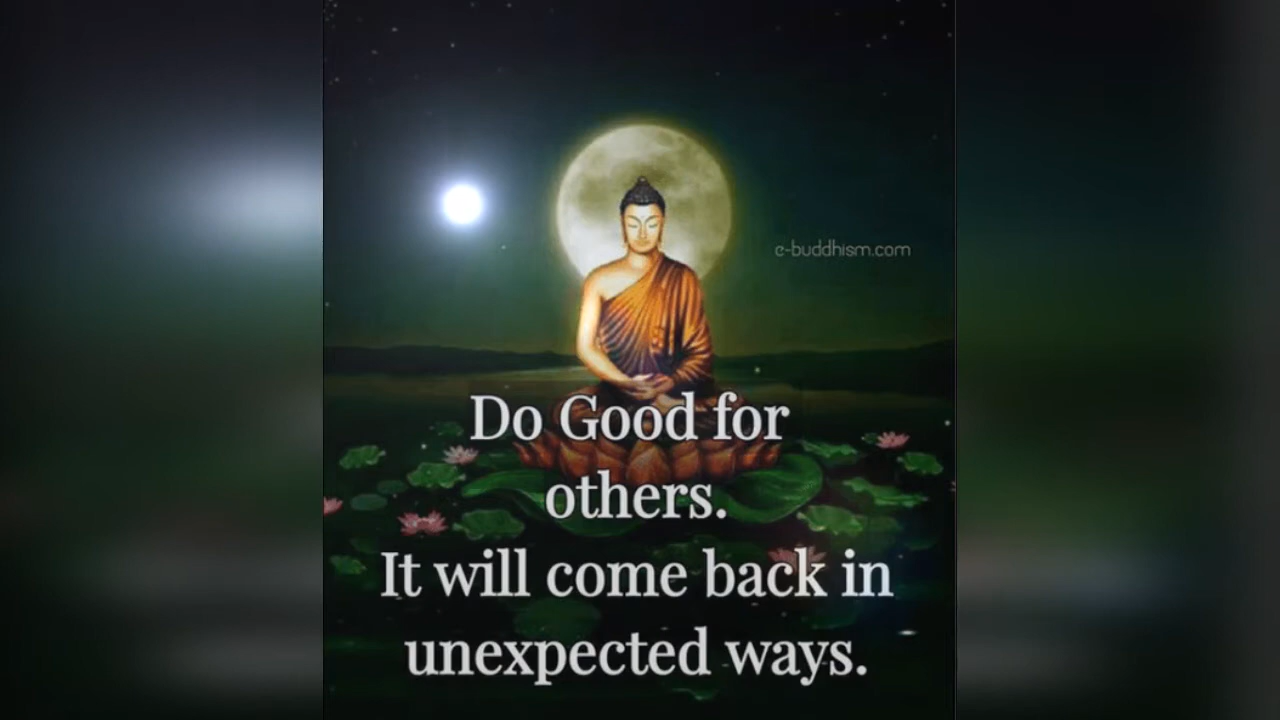 e-buddhism.com
Do Good for
others.
It will come back in
unexpected ways.